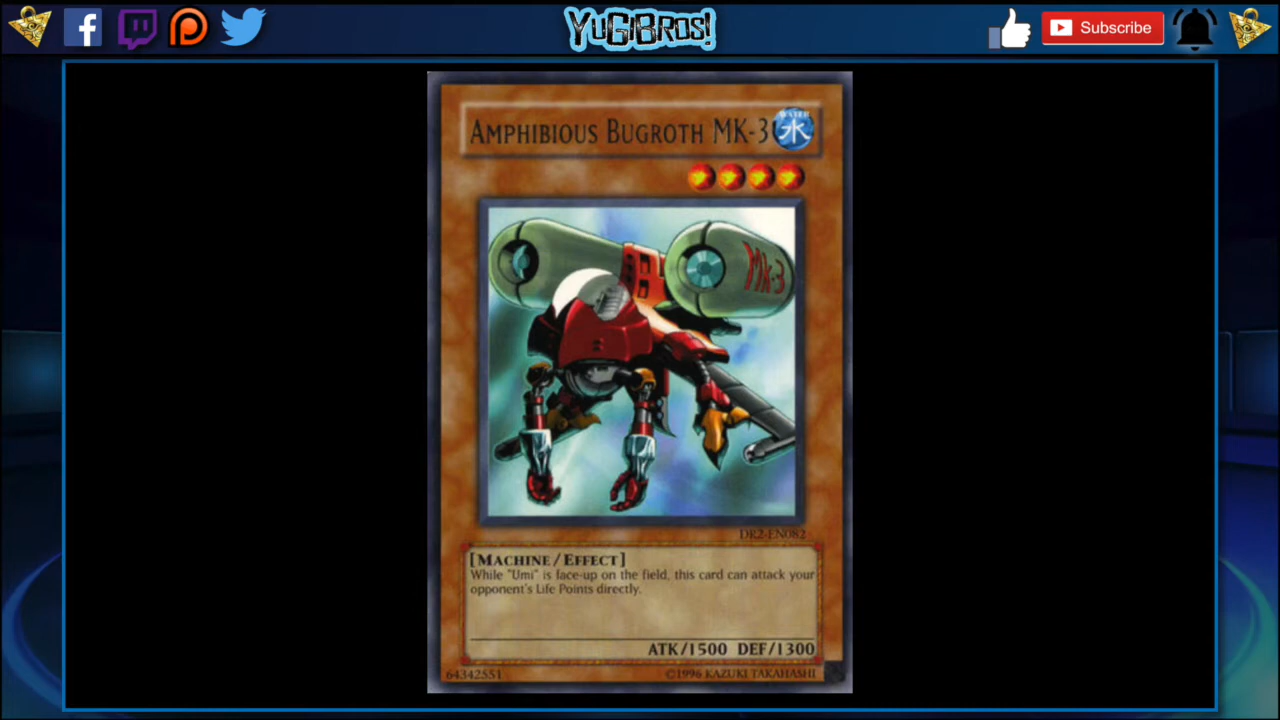 YUGIBROS!
Subscribe
AMPHIBIOUS BUGROTH MK-3
WATER
水
MK-3
DR2-EN082
[MACHINE/EFFECT]
While "Umi" is face-up on the field, this card can attack your
opponent's Life Points directly.
ATK/1500 DEF/1300
64342551
©1996 KAZUKI TAKAHASHI